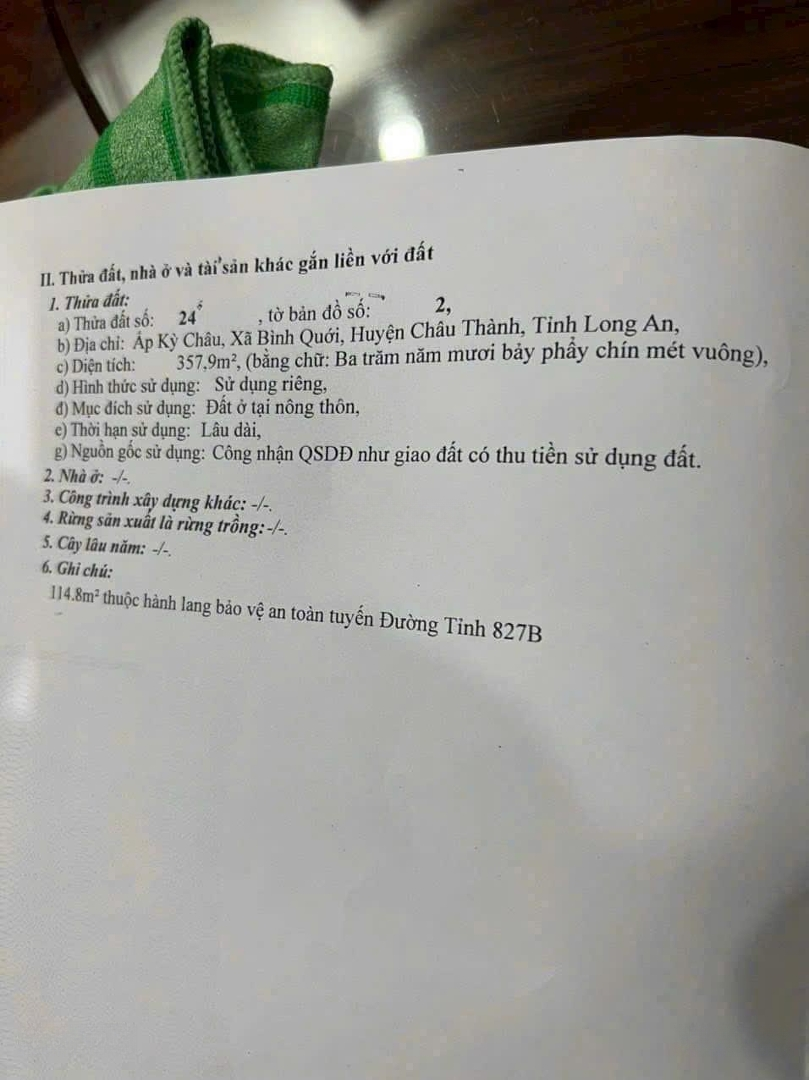 II. Thửa đất, nhà ở và tài sản khác gắn liền với đất
1. Thửa đất:
a) Thửa đất số: 24 , tờ bản đồ số: 2,
b) Địa chỉ: Ấp Kỳ Châu, Xã Bình Quới, Huyện Châu Thành, Tỉnh Long An,
c) Diện tích: 357,9m², (bằng chữ: Ba trăm năm mươi bảy phẩy chín mét vuông),
d) Hình thức sử dụng: Sử dụng riêng,
đ) Mục đích sử dụng: Đất ở tại nông thôn,
e) Thời hạn sử dụng: Lâu dài,
g) Nguồn gốc sử dụng: Công nhận QSDĐ như giao đất có thu tiền sử dụng đất.
2. Nhà ở: -/-.
3. Công trình xây dựng khác: -/-.
4. Rừng sản xuất là rừng trồng: -/-.
5. Cây lâu năm: -/-.
6. Ghi chú:
114.8m² thuộc hành lang bảo vệ an toàn tuyến Đường Tỉnh 827B